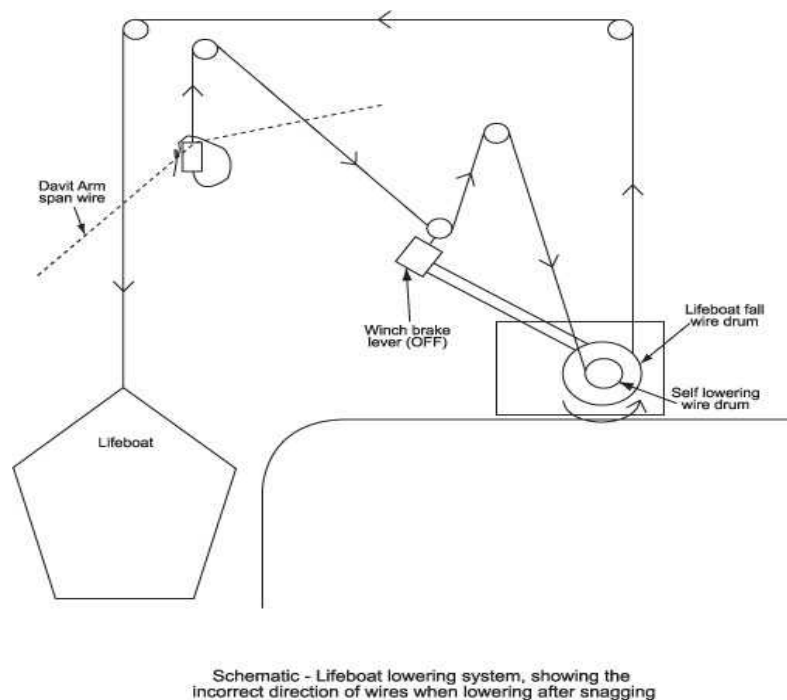 Davit Arm
span wire
Winch brake
lever (OFF)
Lifeboat fall
wire drum
Self lowering
wire drum
Lifeboat
Schematic - Lifeboat lowering system, showing the
incorrect direction of wires when lowering after snagging